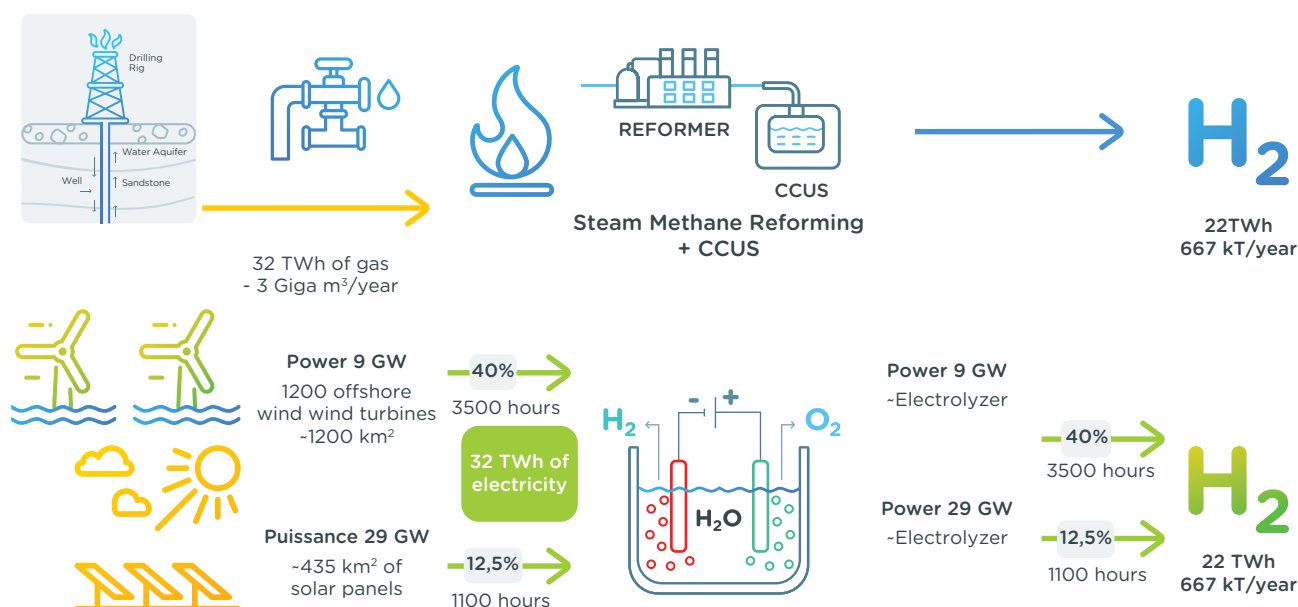 Drilling
Rig
Water Aquifer
Well
Sandstone
REFORMER
CCUS
Steam Methane Reforming
+ CCUS
H2
22TWh
667 kT/year
32 TWh of gas
- 3 Giga m³/year
Power 9 GW
1200 offshore
wind wind turbines
~1200 km²
40%
3500 hours
32 TWh of
electricity
Puissance 29 GW
~435 km² of
solar panels
12,5%
1100 hours
H2
- +
O2
H2O
Power 9 GW
~Electrolyzer
40%
3500 hours
Power 29 GW
~Electrolyzer
12,5%
1100 hours
H2
22 TWh
667 kT/year